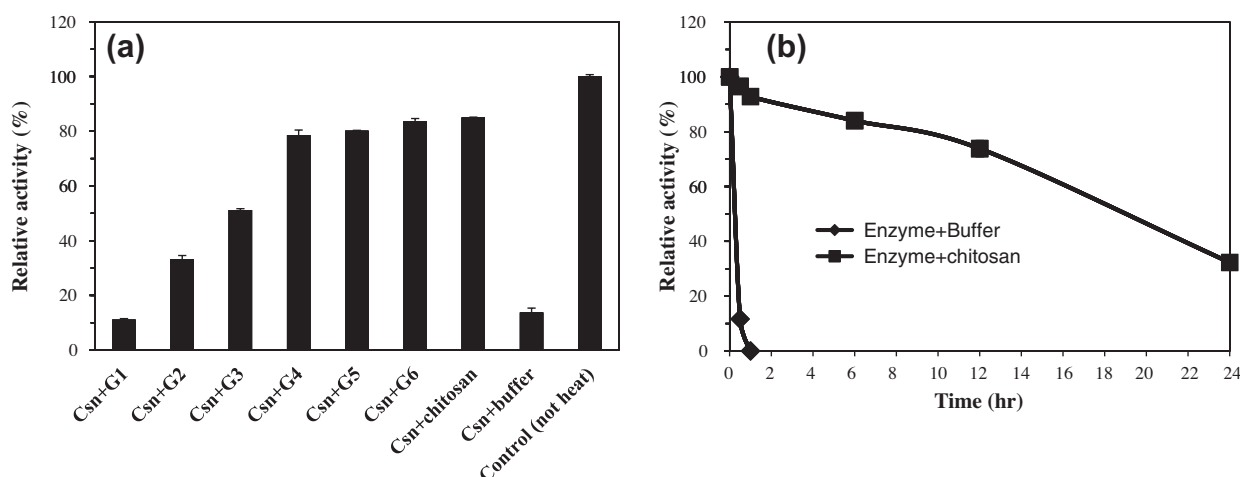 (a)
Relative activity (%)
120
100
80
60
40
20
0
Csn+G1
Csn+G2
Csn+G3
Csn+G4
Csn+G5
Csn+G6
Csn+chitosan
Csn+buffer
Control (not heat)
(b)
Relative activity (%)
120
100
80
60
40
20
0
Enzyme+Buffer
Enzyme+chitosan
0 2 4 6 8 10 12 14 16 18 20 22 24
Time (hr)